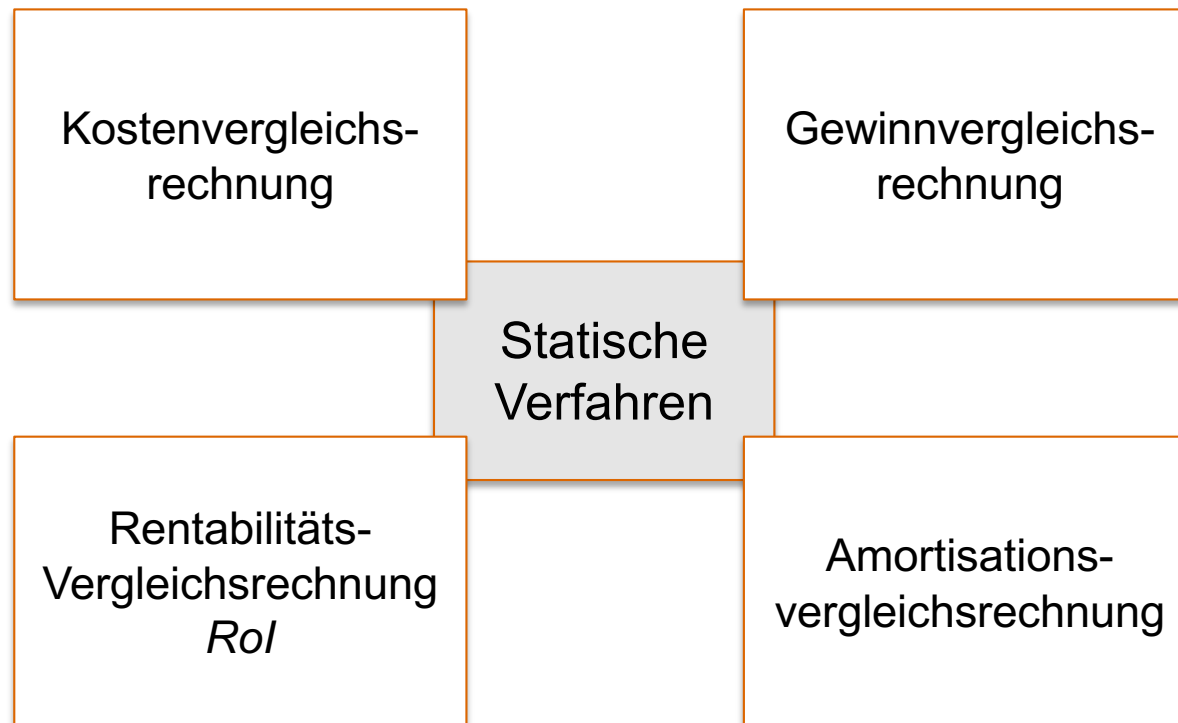 Kostenvergleichs-
rechnung
Gewinnvergleichs-
rechnung
Statische
Verfahren
Rentabilitäts-
Vergleichsrechnung
RoI
Amortisations-
vergleichsrechnung